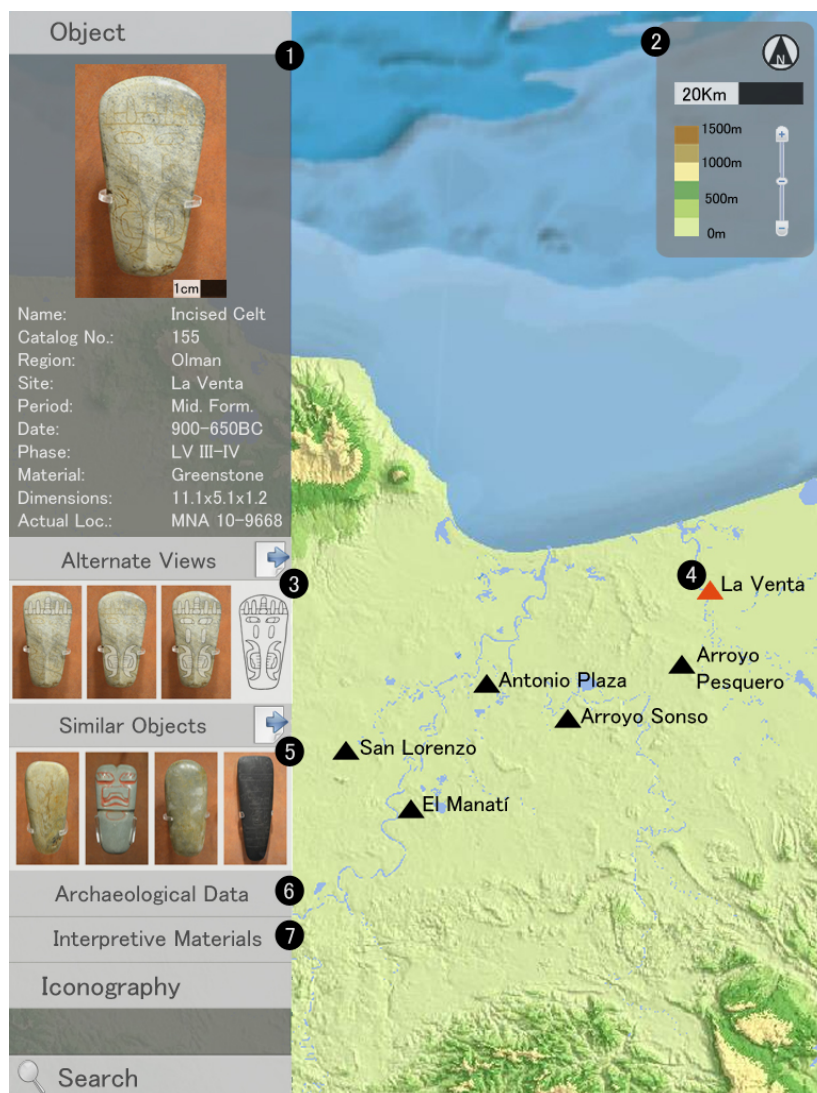 Object
1
1cm
Name: Incised Celt
Catalog No.: 155
Region: Olman
Site: La Venta
Period: Mid. Form.
Date: 900-650BC
Phase: LV III-IV
Material: Greenstone
Dimensions: 11.1x5.1x1.2
Actual Loc.: MNA 10-9668
Alternate Views
3
Similar Objects
5
Archaeological Data 6
Interpretive Materials 7
Iconography
Search
2
N
20Km
1500m
1000m
500m
0m
4 La Venta
Arroyo
Pesquero
Antonio Plaza
Arroyo Sonso
San Lorenzo
El Manatí